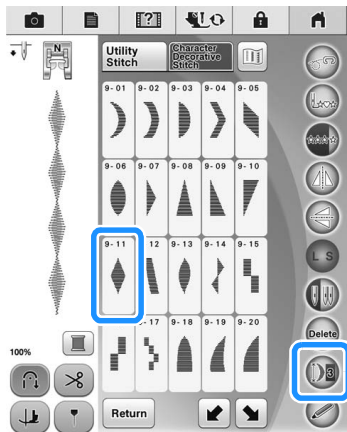 N
Utility
Stitch
Character
Decorative
Stitch
9-01 9-02 9-03 9-04 9-05
9-06 9-07 9-08 9-09 9-10
9-11 12 9-13 9-14 9-15
-17 9-18 9-19 9-20
L S
Delete
3
100%
Return